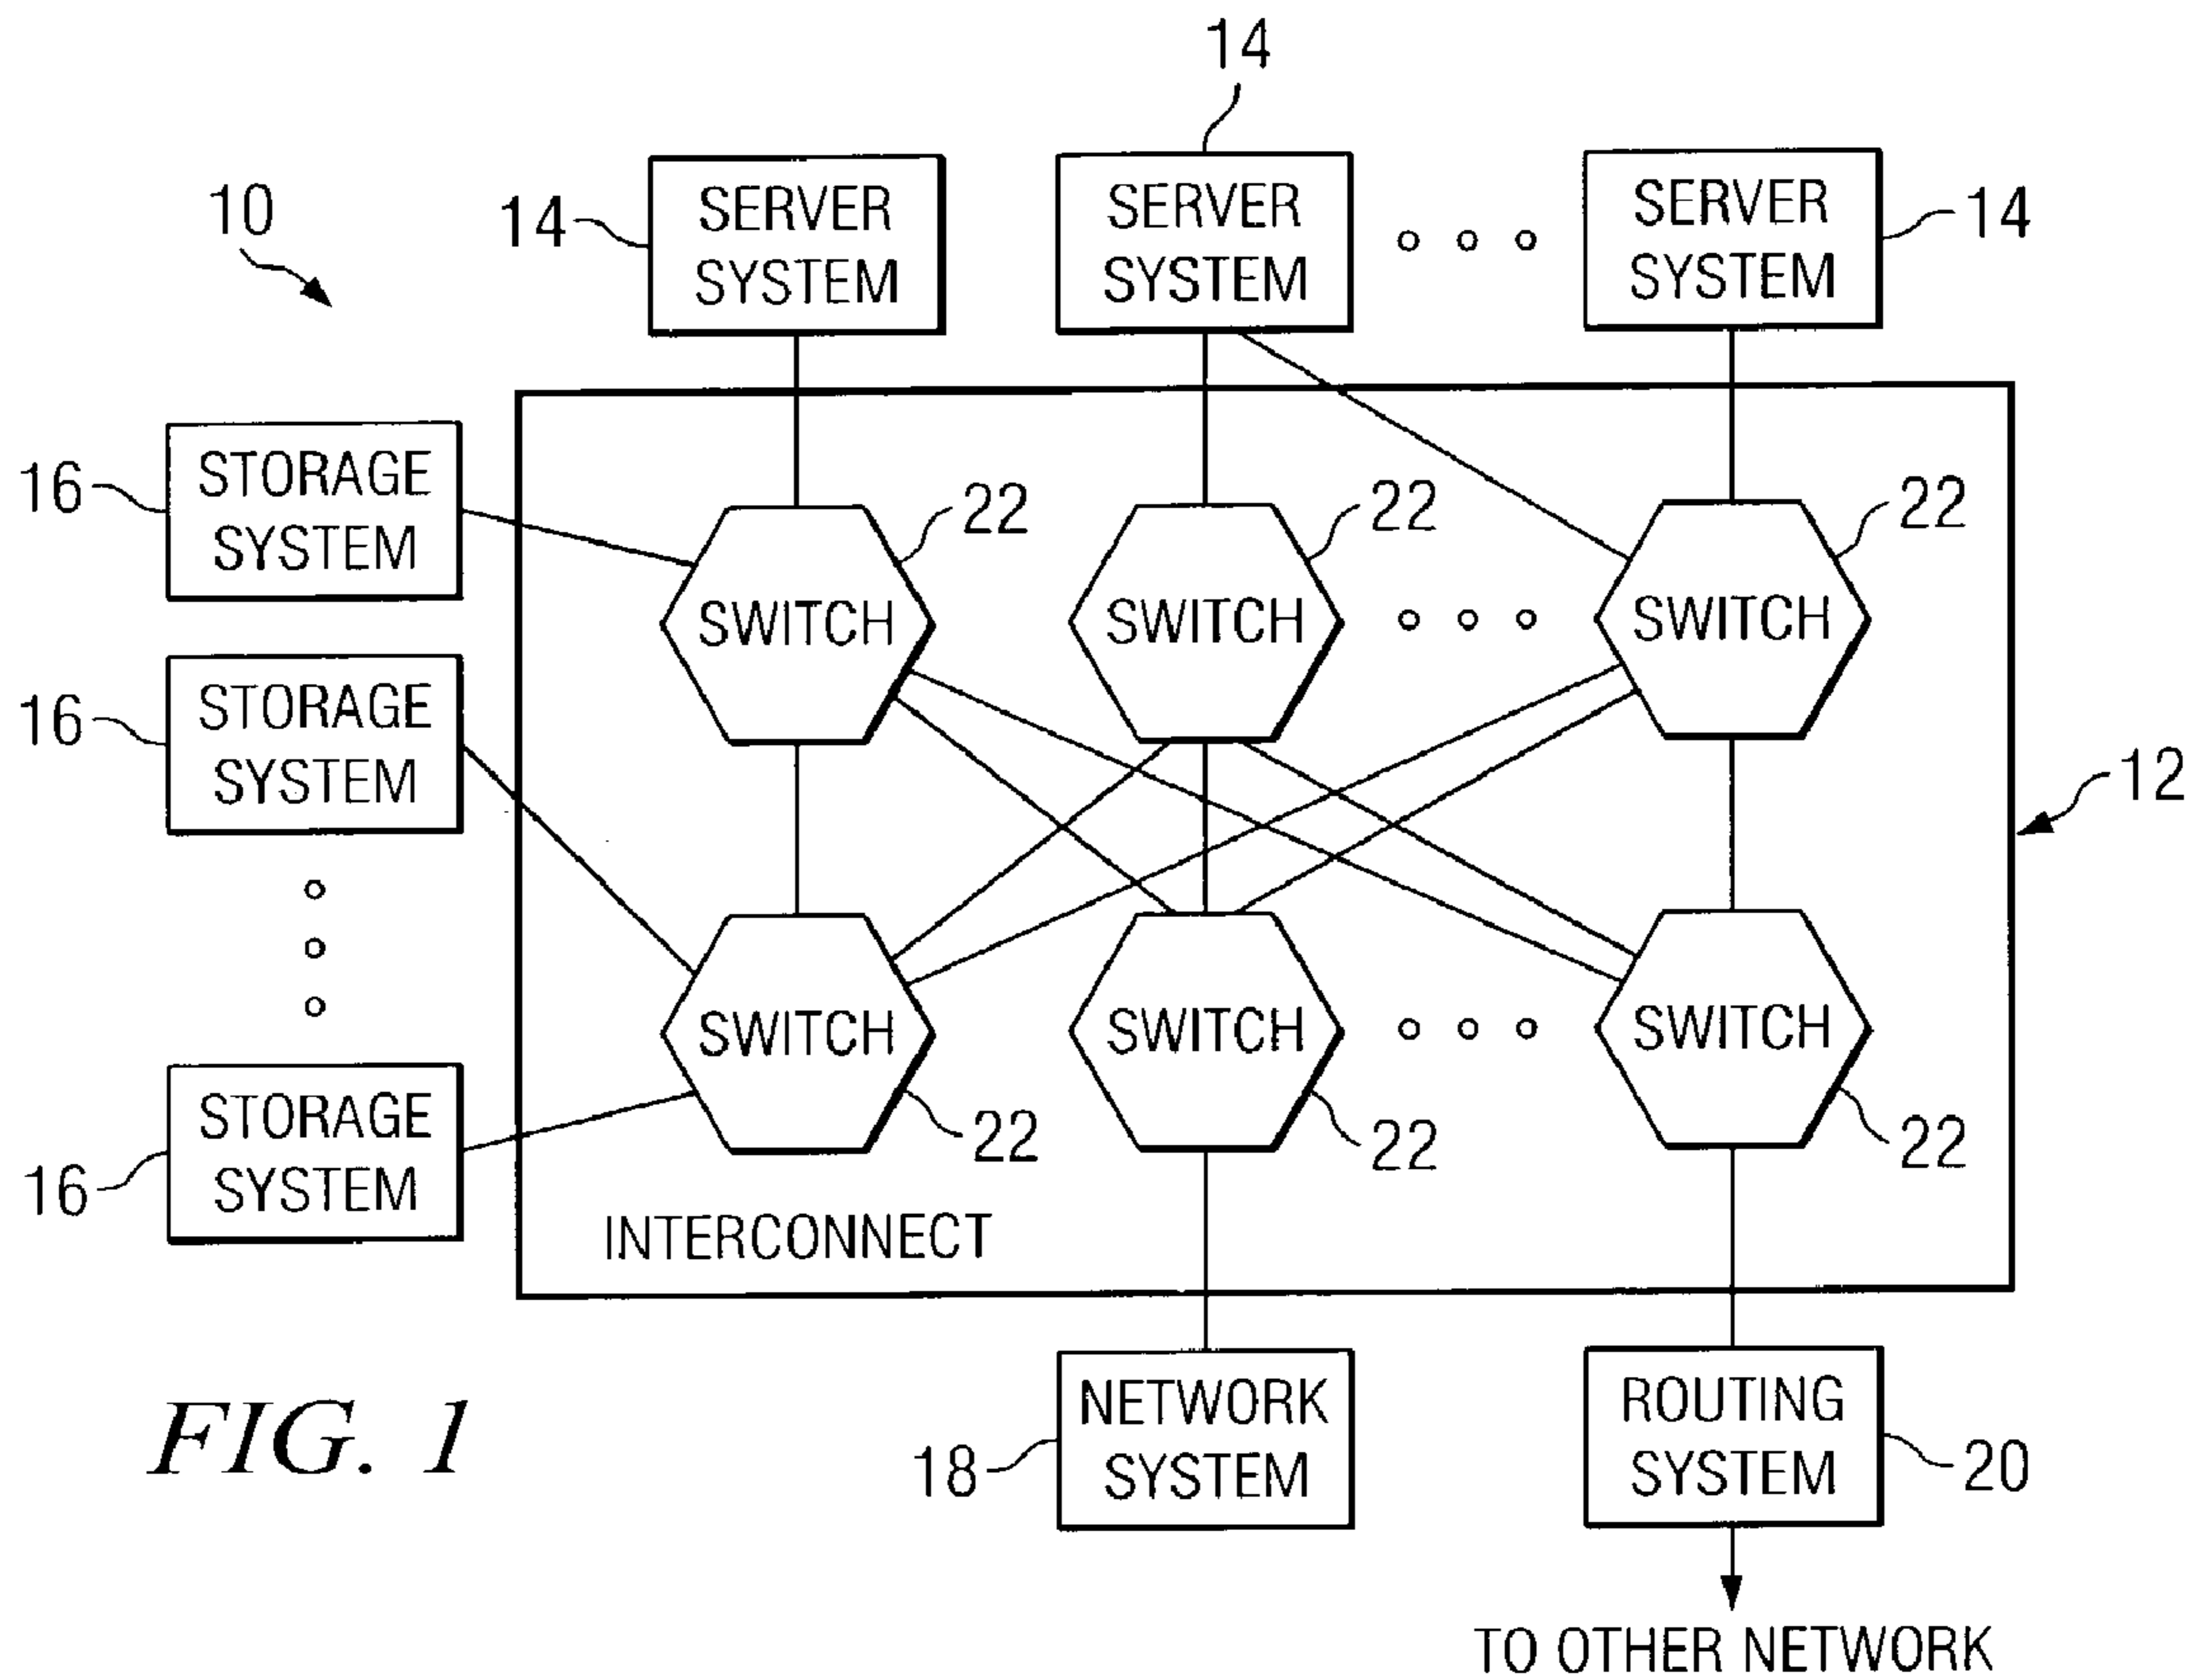 14
10
14
SERVER
SYSTEM
SERVER
SYSTEM
SERVER
SYSTEM
14
16
STORAGE
SYSTEM
22
22
22
SWITCH
SWITCH
SWITCH
16
STORAGE
SYSTEM
12
SWITCH
SWITCH
SWITCH
16
STORAGE
SYSTEM
22
22
22
INTERCONNECT
FIG. 1
18
NETWORK
SYSTEM
ROUTING
SYSTEM
20
TO OTHER NETWORK